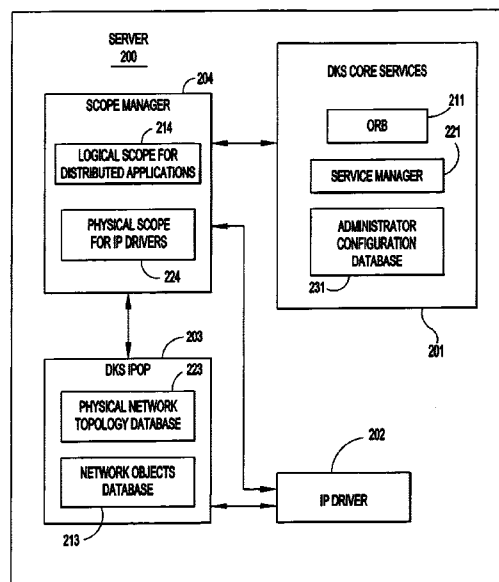 SERVER
200
204
SCOPE MANAGER
214
LOGICAL SCOPE FOR
DISTRIBUTED APPLICATIONS
PHYSICAL SCOPE
FOR IP DRIVERS
224
DKS CORE SERVICES
211
ORB
221
SERVICE MANAGER
ADMINISTRATOR
CONFIGURATION
DATABASE
231
201
203
DKS IPOP
223
PHYSICAL NETWORK
TOPOLOGY DATABASE
NETWORK OBJECTS
DATABASE
213
202
IP DRIVER